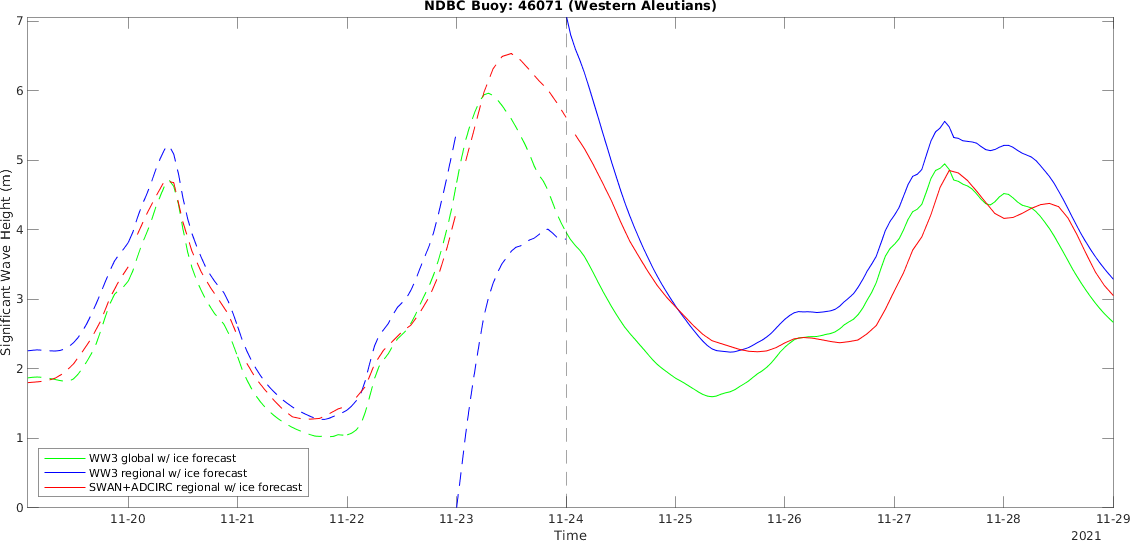 NDBC Buoy: 46071 (Western Aleutians)
7
6
5
4
3
2
1
0
Significant Wave Height (m)
WW3 global w/ ice forecast
WW3 regional w/ ice forecast
SWAN+ADCIRC regional w/ ice forecast
11-20 11-21 11-22 11-23 11-24 11-25 11-26 11-27 11-28 11-29
Time
2021